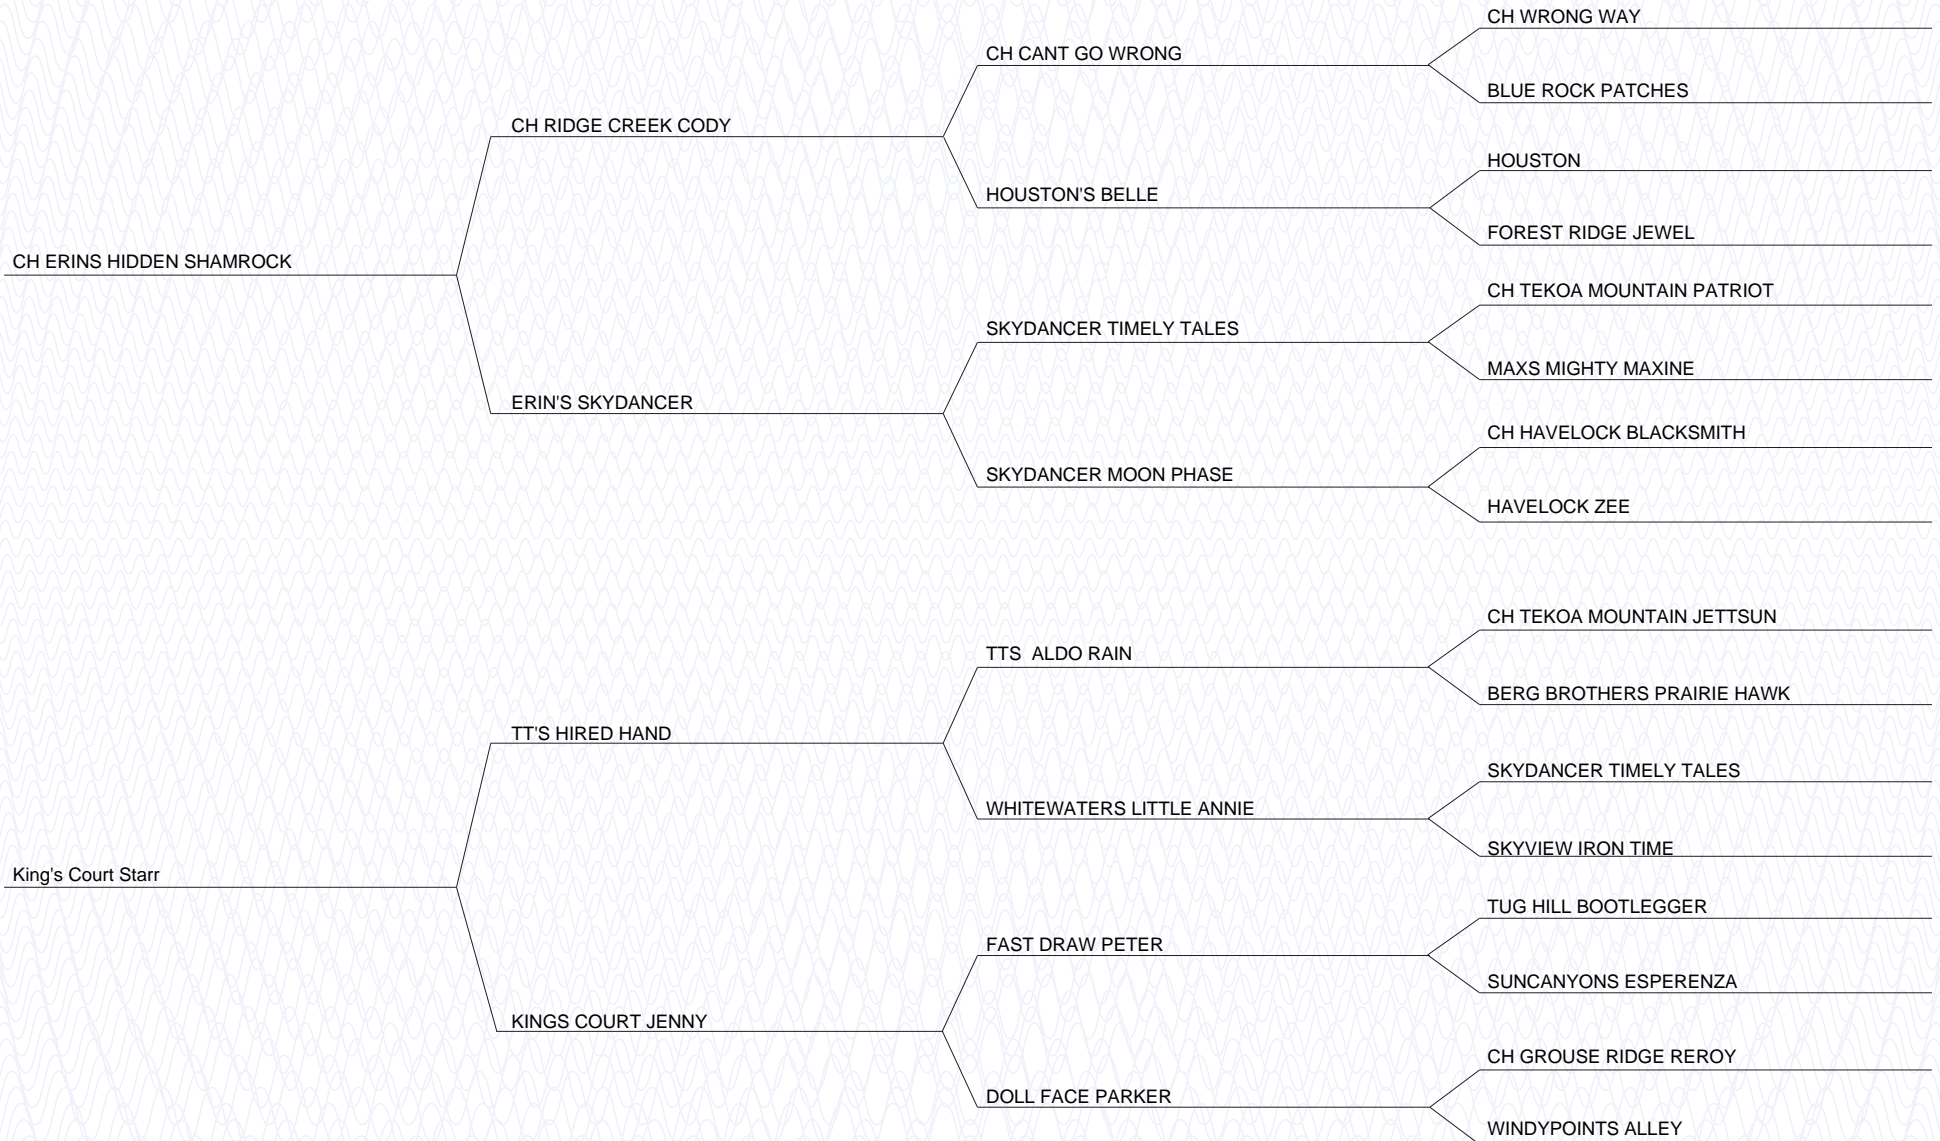 CH WRONG WAY
CH CANT GO WRONG
BLUE ROCK PATCHES
CH RIDGE CREEK CODY
HOUSTON
HOUSTON'S BELLE
FOREST RIDGE JEWEL
CH ERINS HIDDEN SHAMROCK
CH TEKOA MOUNTAIN PATRIOT
SKYDANCER TIMELY TALES
MAXS MIGHTY MAXINE
ERIN'S SKYDANCER
CH HAVELOCK BLACKSMITH
SKYDANCER MOON PHASE
HAVELOCK ZEE
CH TEKOA MOUNTAIN JETTSUN
TTS  ALDO RAIN
BERG BROTHERS PRAIRIE HAWK
TT'S HIRED HAND
SKYDANCER TIMELY TALES
WHITEWATERS LITTLE ANNIE
SKYVIEW IRON TIME
King's Court Starr
TUG HILL BOOTLEGGER
FAST DRAW PETER
SUNCANYONS ESPERENZA
KINGS COURT JENNY
CH GROUSE RIDGE REROY
DOLL FACE PARKER
WINDYPOINTS ALLEY